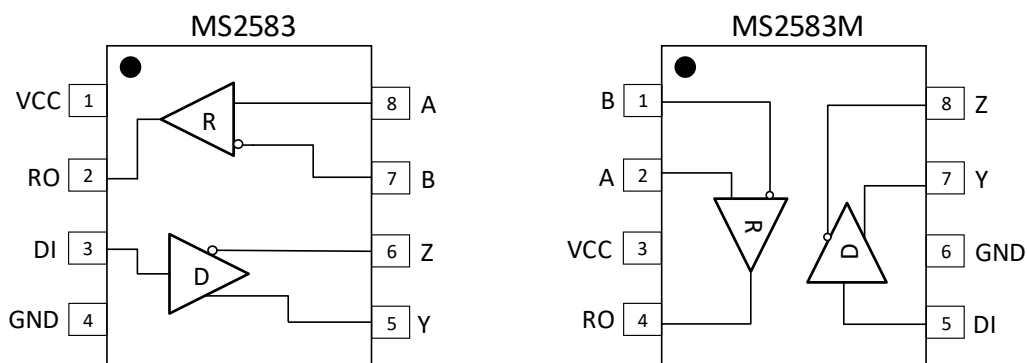 MS2583
VCC 1
RO 2
DI 3
GND 4
R
D
8 A
7 B
6 Z
5 Y
MS2583M
B 1
A 2
VCC 3
RO 4
R
D
8 Z
7 Y
6 GND
5 DI